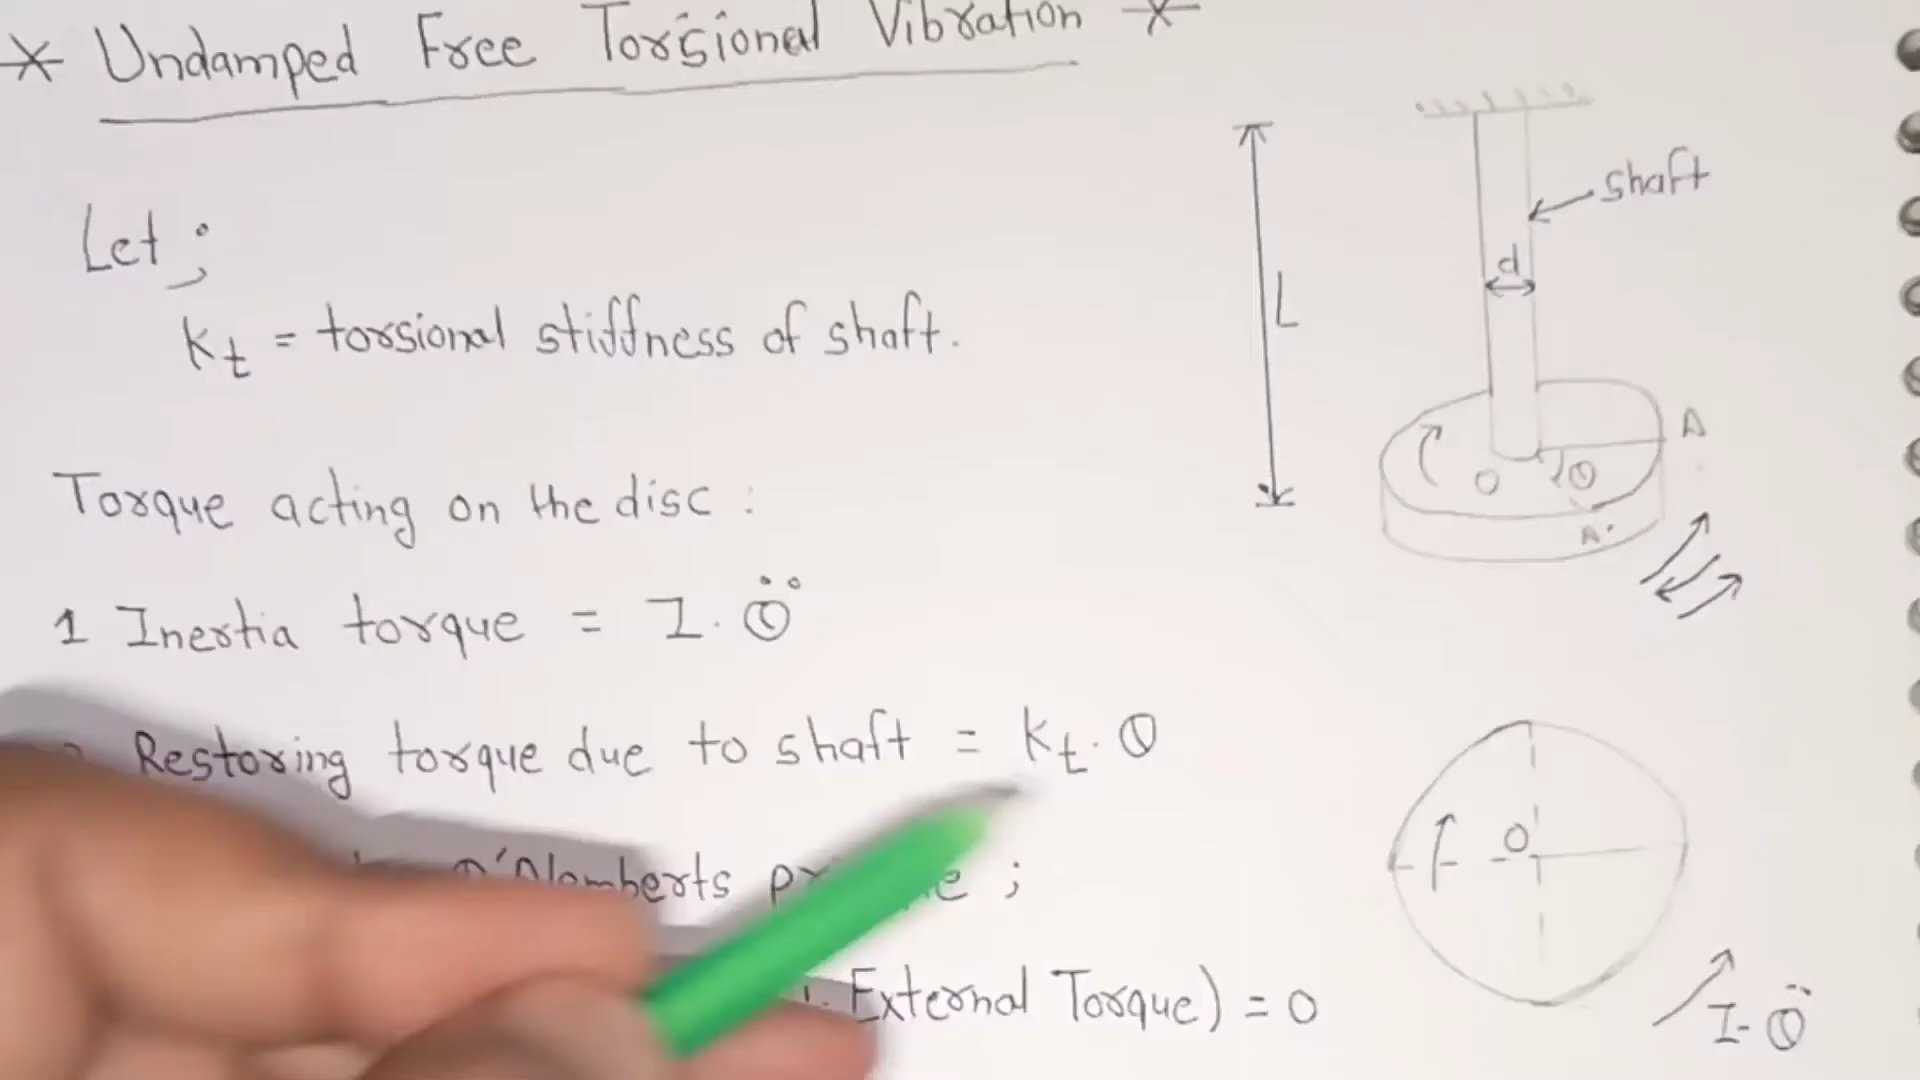 * Undamped Free Torsional Vibration *
Let ;
Kt = torsional stiffness of shaft.
Torque acting on the disc :
1 Inertia torque = I. θ̈
Restoring torque due to shaft = Kt. θ
D'Alemberts ;
External Torque) = 0
shaft
d
L
A
O θ
A'
O
I- θ̈